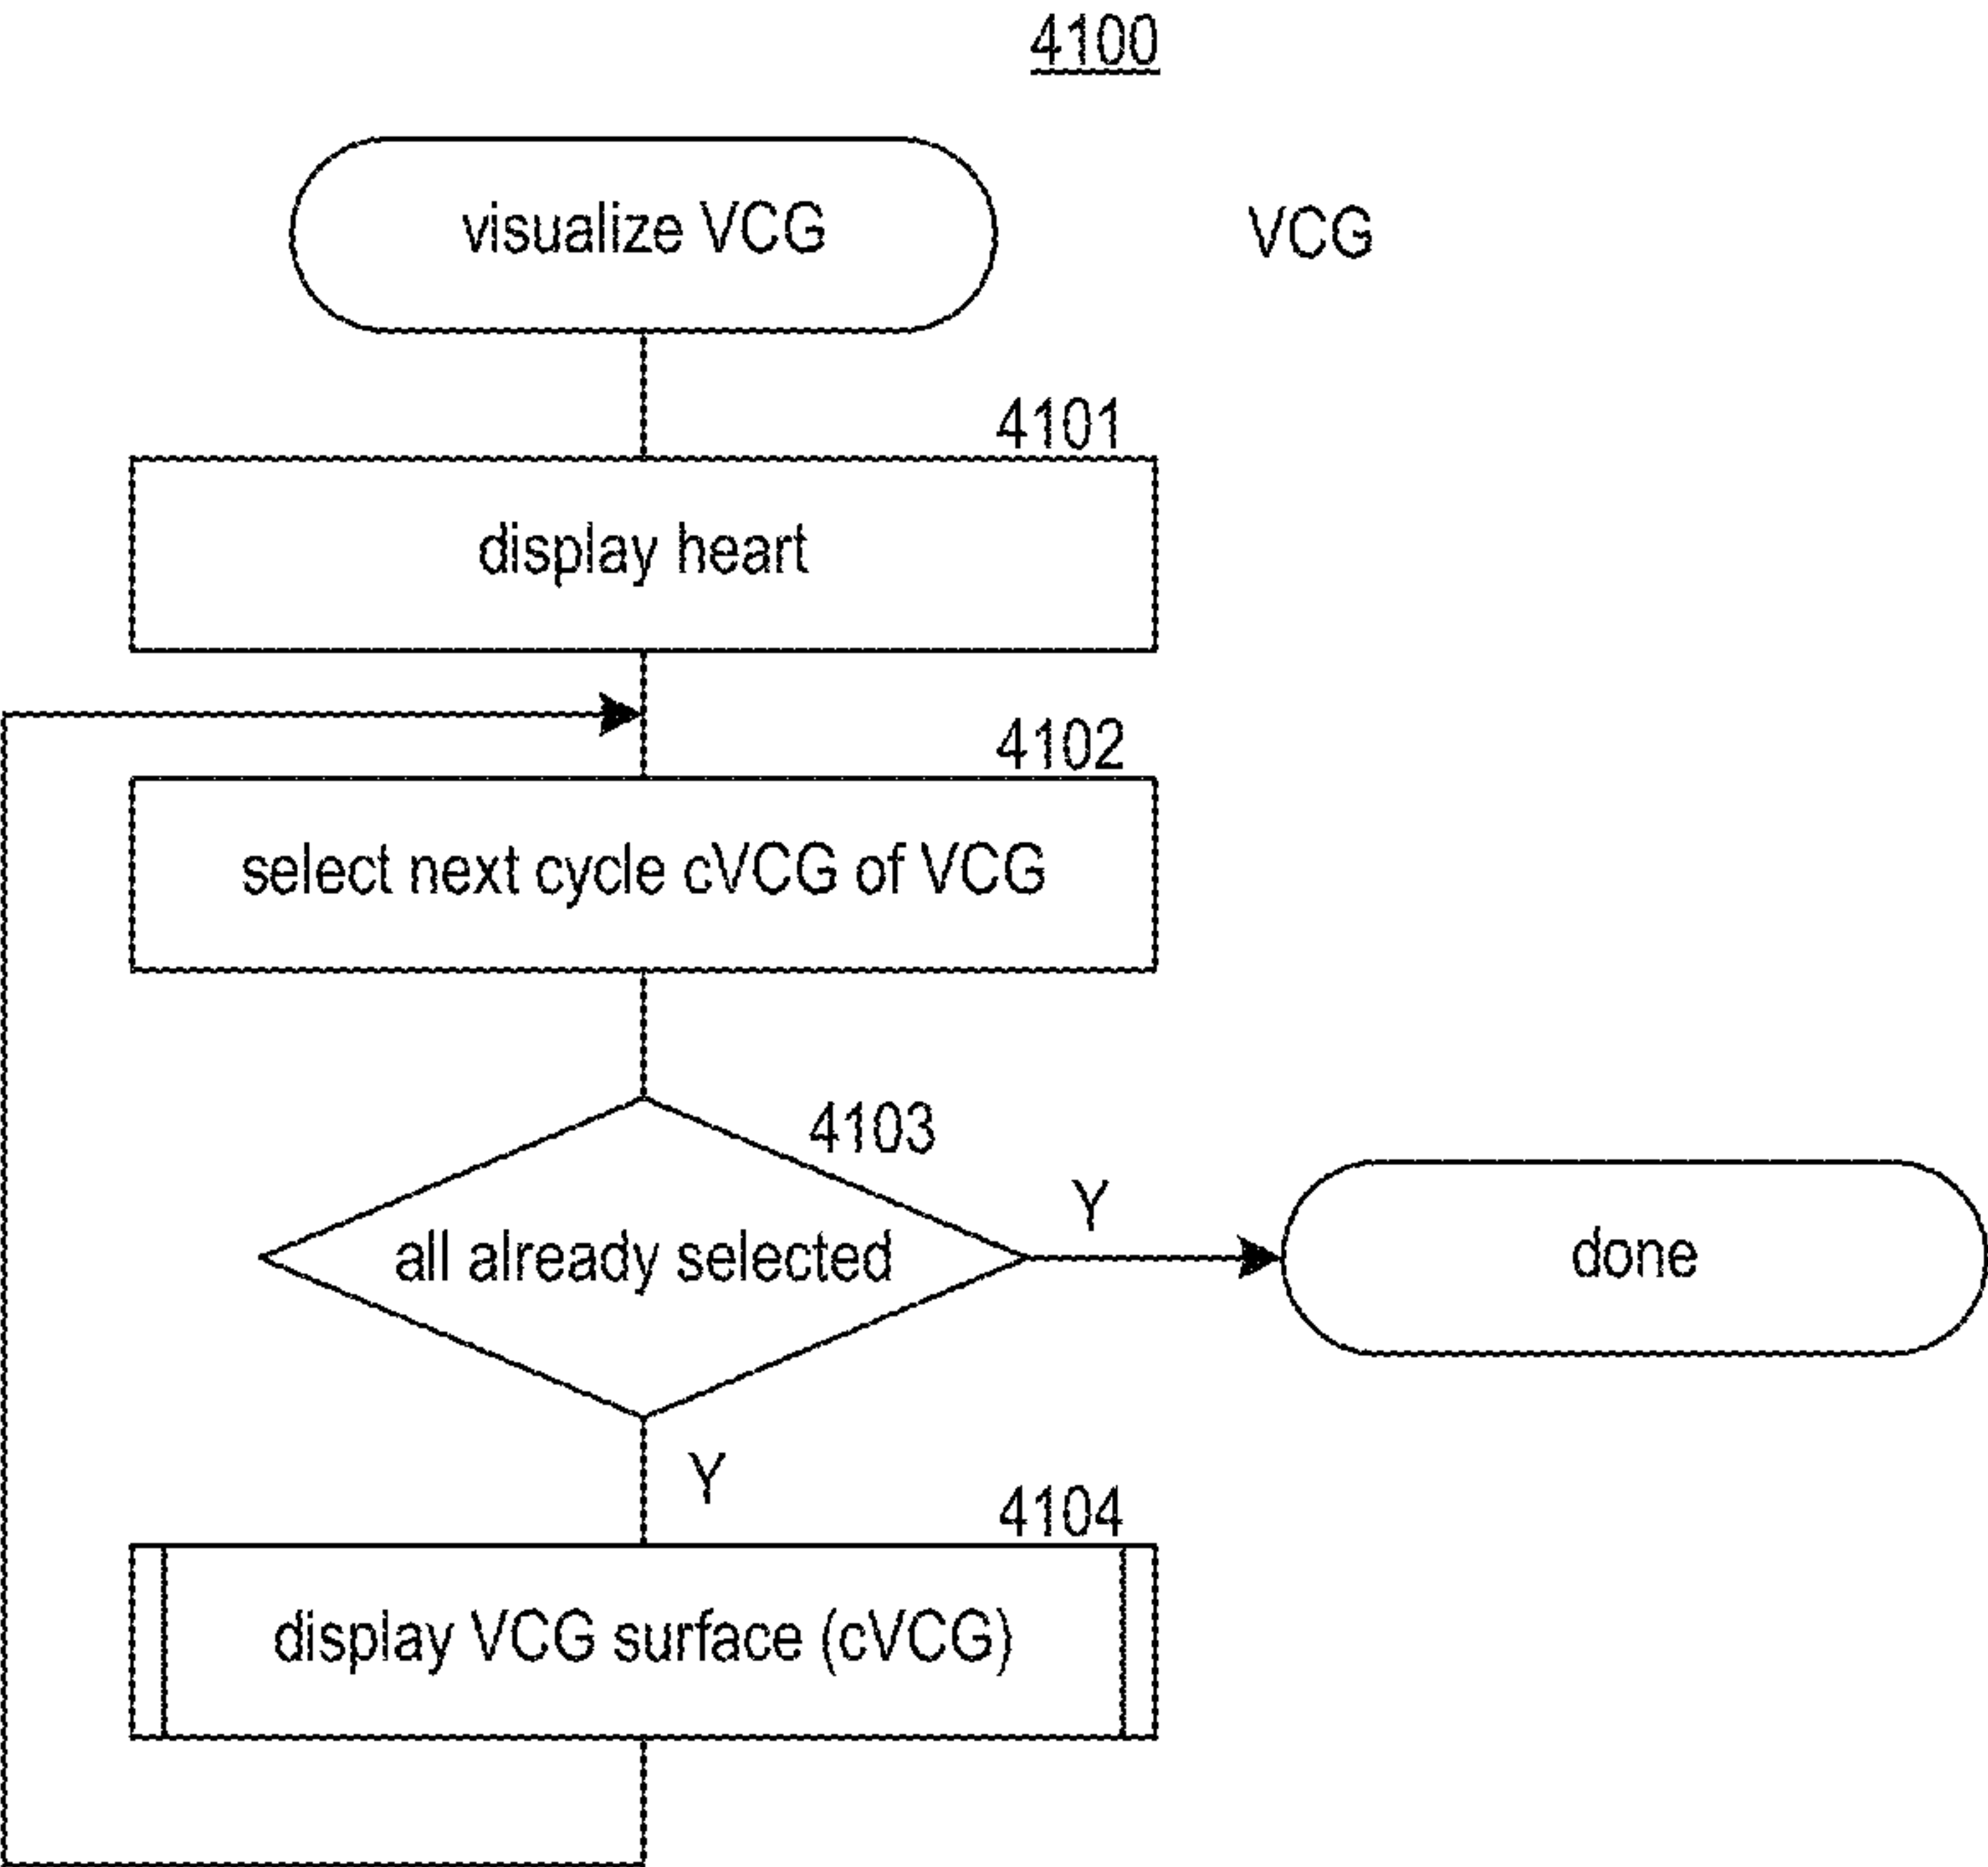 4100
visualize VCG
VCG
4101
display heart
4102
select next cycle cVCG of VCG
4103
all already selected
Y
done
Y
4104
display VCG surface (cVCG)